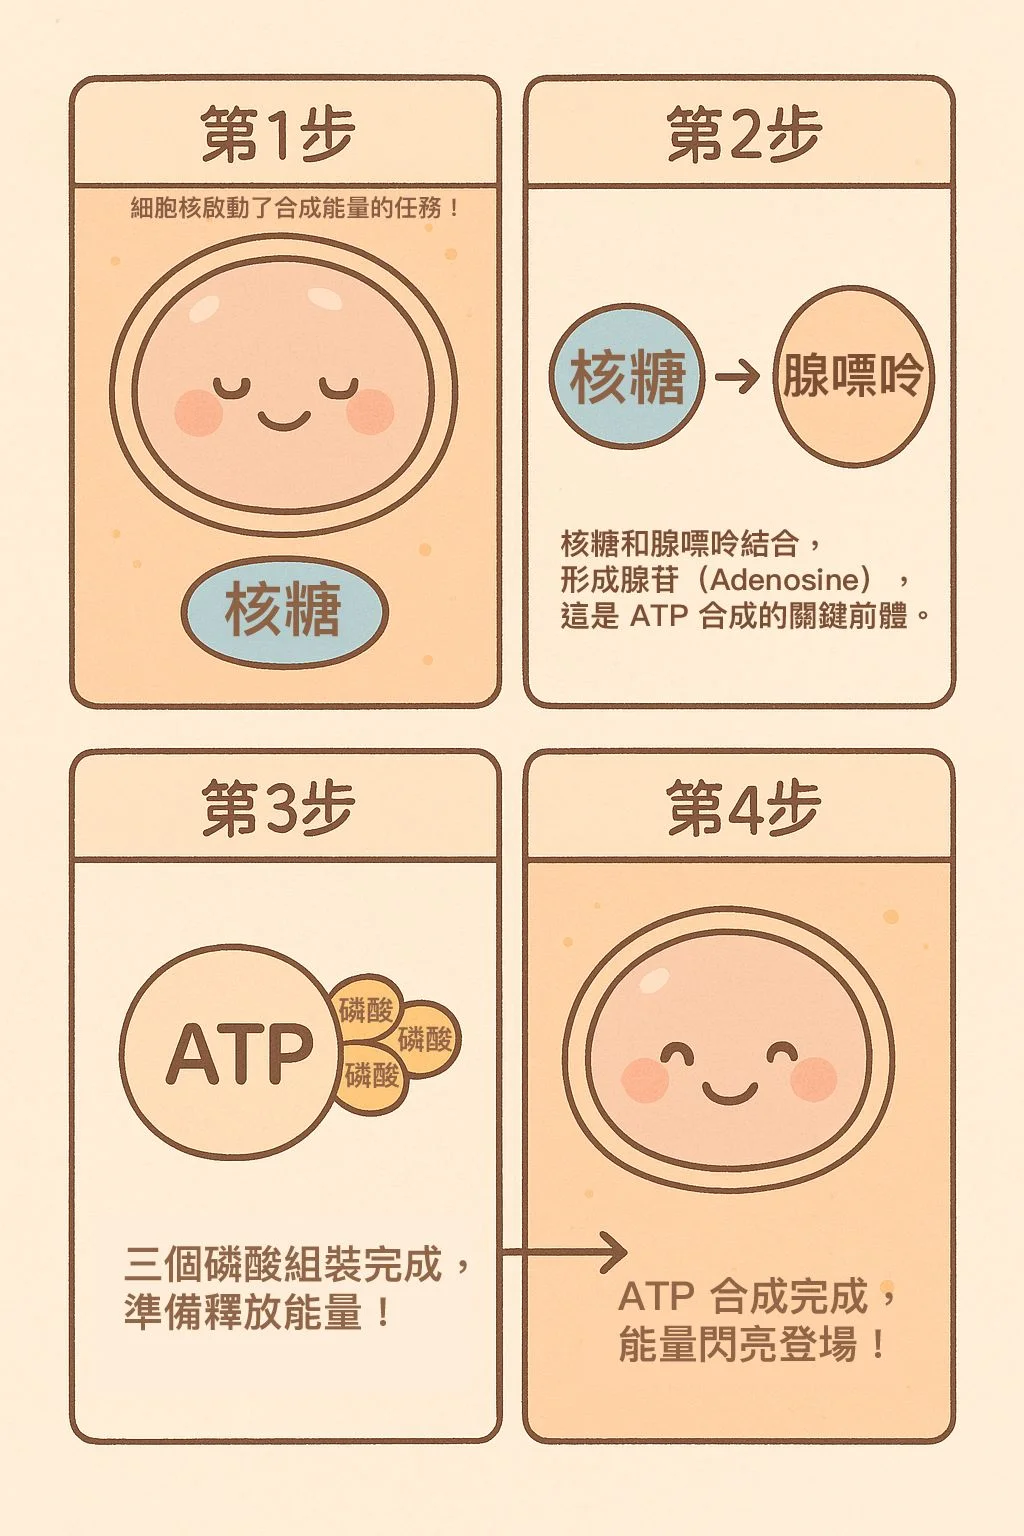 第1步
細胞核啟動了合成能量的任務！
核糖
第2步
核糖
腺嘌呤
核糖和腺嘌呤結合，
形成腺苷（Adenosine），
這是 ATP 合成的關鍵前體。
第3步
ATP
磷酸
磷酸
磷酸
三個磷酸組裝完成，
準備釋放能量！
第4步
ATP 合成完成，
能量閃亮登場！